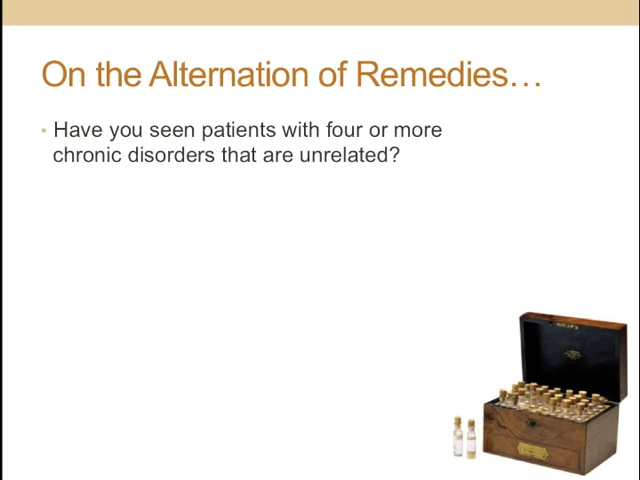 On the Alternation of Remedies…
• Have you seen patients with four or more
chronic disorders that are unrelated?